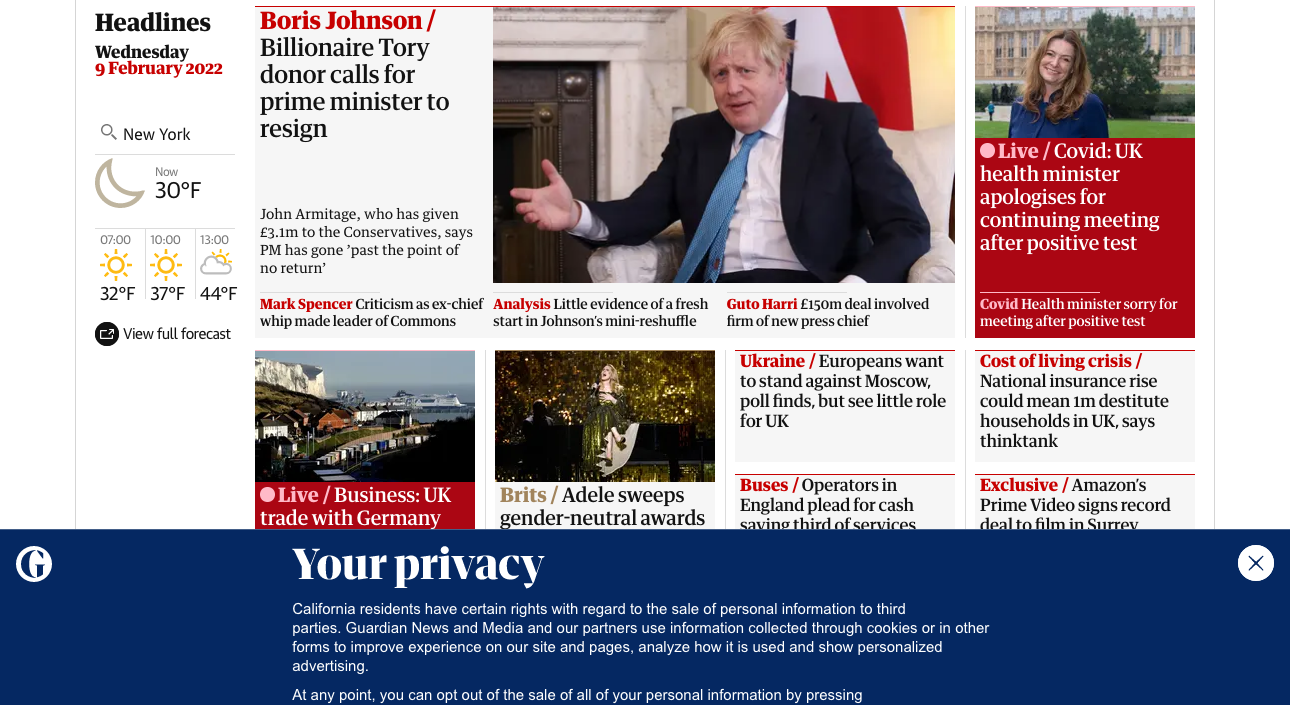 Headlines
Wednesday
9 February 2022
New York
Now
30°F
07:00
10:00
13:00
32°F
37°F
44°F
View full forecast
Boris Johnson /
Billionaire Tory
donor calls for
prime minister to
resign
John Armitage, who has given
£3.1m to the Conservatives, says
PM has gone ’past the point of
no return’
Mark Spencer Criticism as ex-chief
whip made leader of Commons
Analysis Little evidence of a fresh
start in Johnson’s mini-reshuffle
Guto Harri £150m deal involved
firm of new press chief
Live / Covid: UK
health minister
apologises for
continuing meeting
after positive test
Covid Health minister sorry for
meeting after positive test
Live / Business: UK
trade with Germany
Brits / Adele sweeps
gender-neutral awards
Ukraine / Europeans want
to stand against Moscow,
poll finds, but see little role
for UK
Buses / Operators in
England plead for cash
saying third of services
Cost of living crisis /
National insurance rise
could mean 1m destitute
households in UK, says
thinktank
Exclusive / Amazon’s
Prime Video signs record
deal to film in Surrey
G
Your privacy
California residents have certain rights with regard to the sale of personal information to third
parties. Guardian News and Media and our partners use information collected through cookies or in other
forms to improve experience on our site and pages, analyze how it is used and show personalized
advertising.
At any point, you can opt out of the sale of all of your personal information by pressing